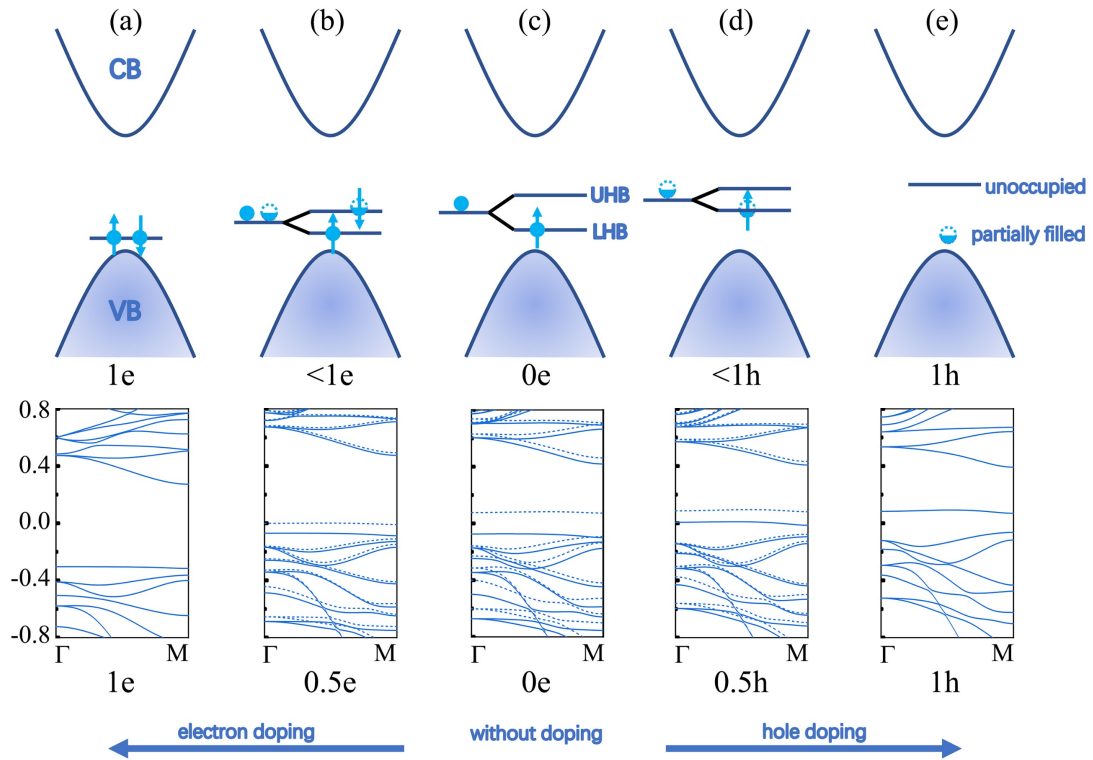 (a) (b) (c) (d) (e)
CB
UHB
unoccupied
LHB
partially filled
VB
1e <1e 0e <1h 1h
0.8
0.4
0.0
-0.4
-0.8
Γ M Γ M Γ M Γ M Γ M
1e 0.5e 0e 0.5h 1h
electron doping without doping hole doping